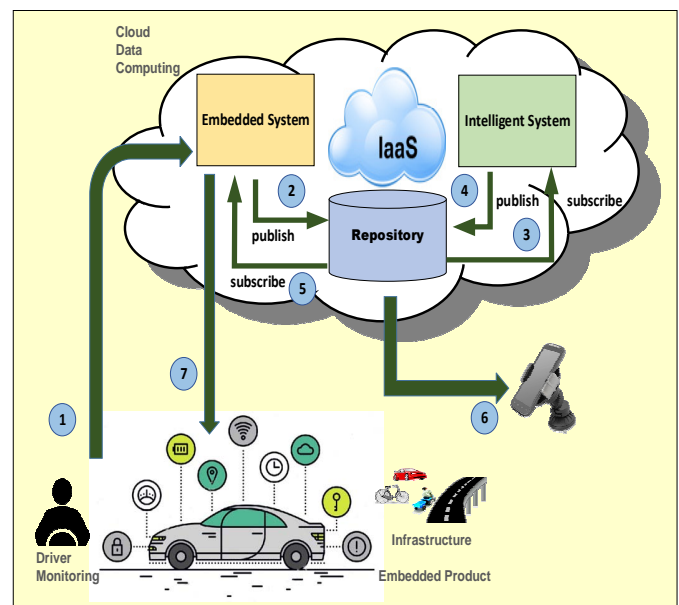 Cloud
Data
Computing
Embedded System
IaaS
Intelligent System
2
4
publish
subscribe
publish
Repository
3
subscribe
5
7
1
6
Infrastructure
Driver
Monitoring
Embedded Product